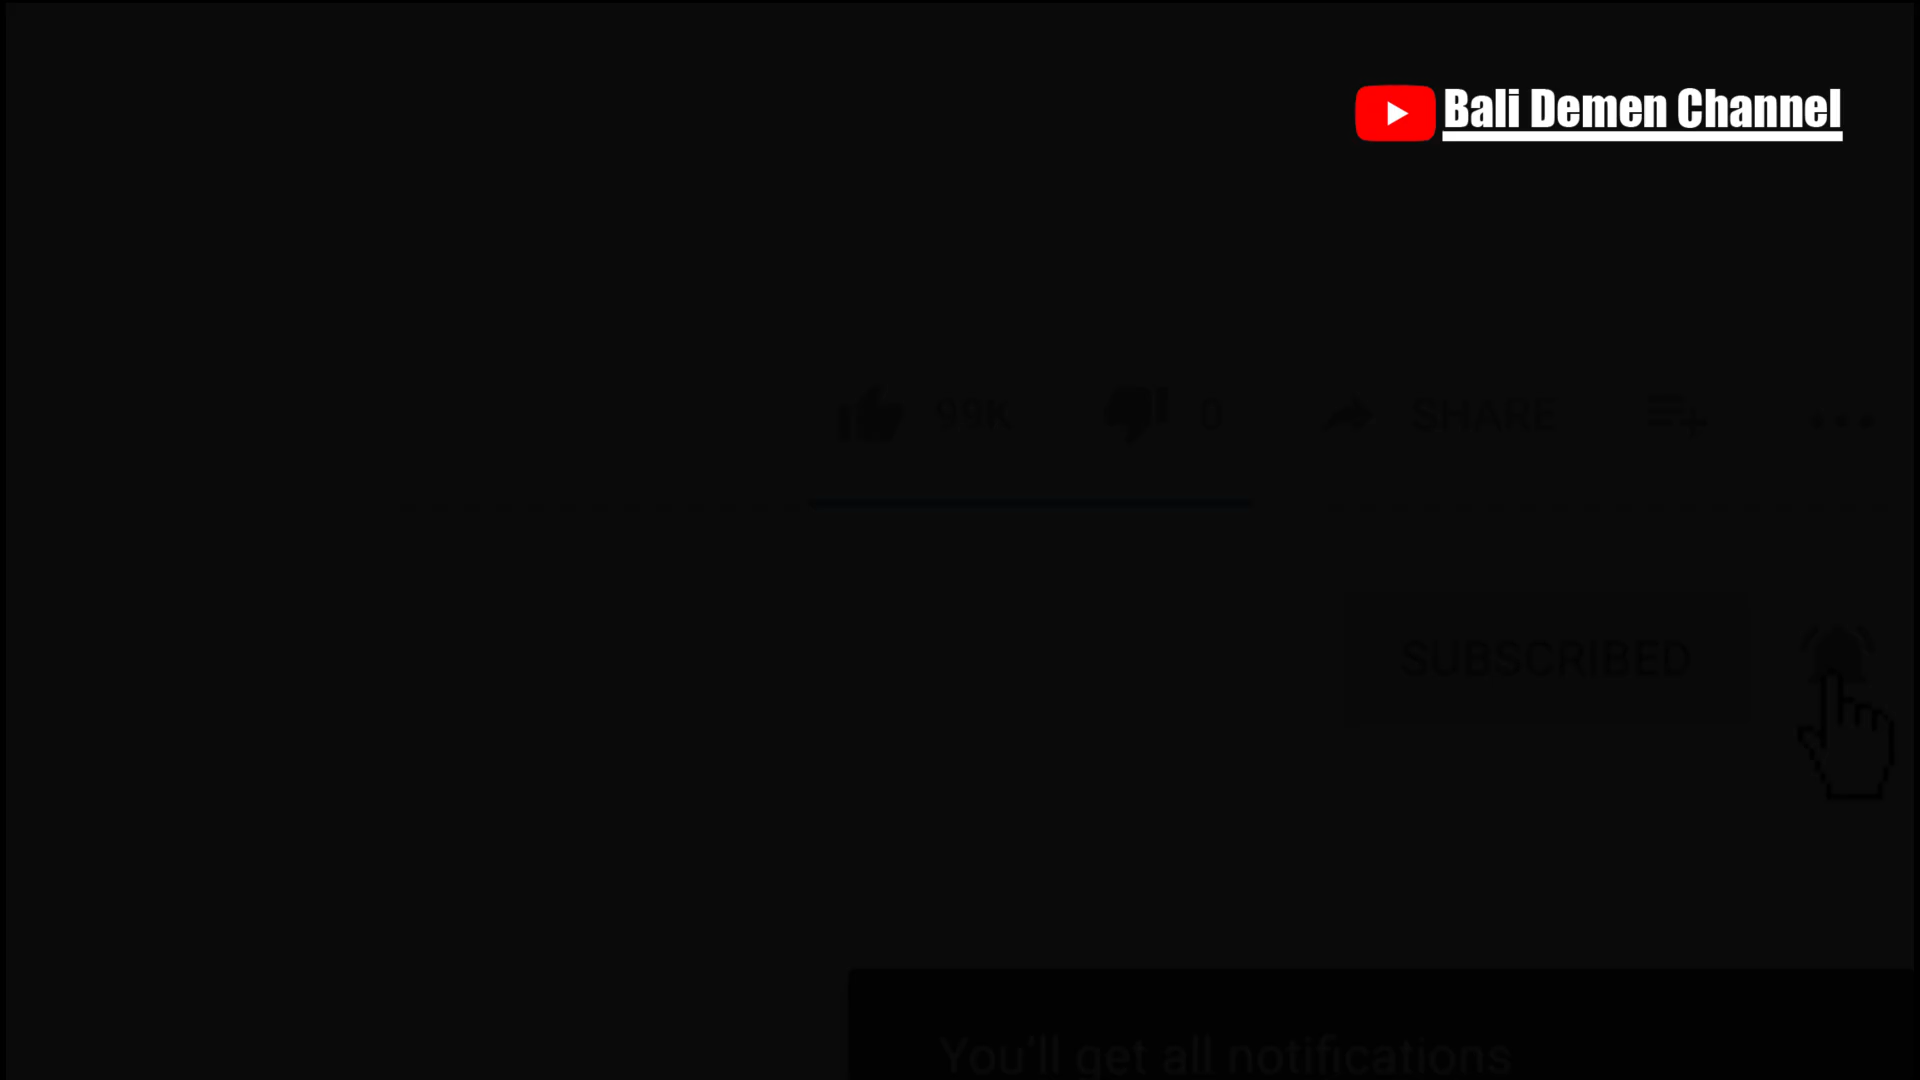 Bali Demen Channel
99K 0 SHARE
SUBSCRIBED
You'll get all notifications